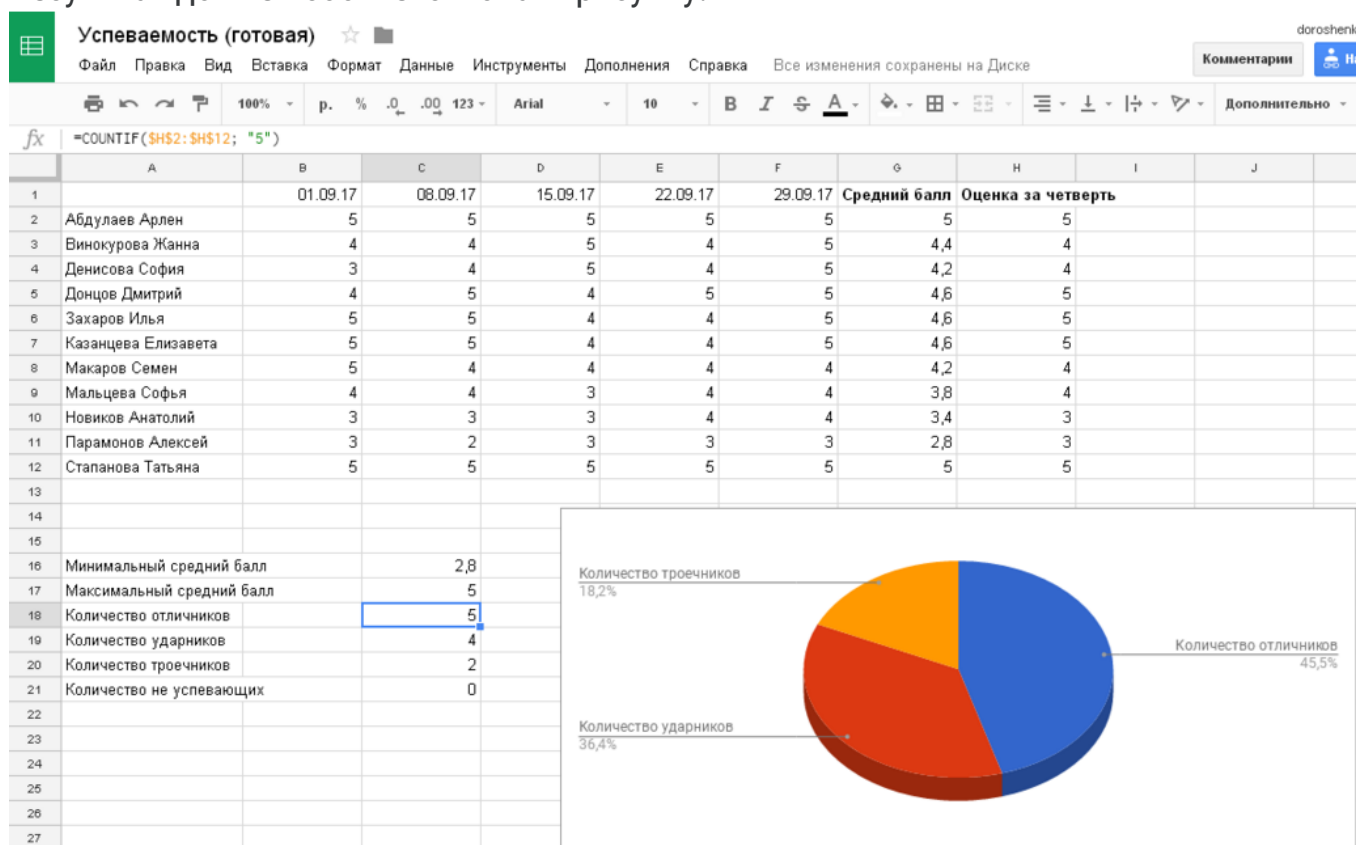 Успеваемость (готовая)
Файл Правка Вид Вставка Формат Данные Инструменты Дополнения Справка Все изменения сохранены на Диске
Комментарии
100% р. % .0 .00 123 Arial 10 B I S A Дополнительно
fx =COUNTIF($H$2:$H$12; "5")
A B C D E F G H I J
1 01.09.17 08.09.17 15.09.17 22.09.17 29.09.17 Средний балл Оценка за четверть
2 Абдулаев Арлен 5 5 5 5 5 5 5
3 Винокурова Жанна 4 4 5 4 5 4,4 4
4 Денисова София 3 4 5 4 5 4,2 4
5 Донцов Дмитрий 4 5 4 5 5 4,6 5
6 Захаров Илья 5 5 4 4 5 4,6 5
7 Казанцева Елизавета 5 5 4 4 5 4,6 5
8 Макаров Семен 5 4 4 4 4 4,2 4
9 Мальцева Софья 4 4 3 4 4 3,8 4
10 Новиков Анатолий 3 3 3 4 4 3,4 3
11 Парамонов Алексей 3 2 3 3 3 2,8 3
12 Стапанова Татьяна 5 5 5 5 5 5 5
13
14
15
16 Минимальный средний балл 2,8
17 Максимальный средний балл 5
18 Количество отличников 5
19 Количество ударников 4
20 Количество троечников 2
21 Количество не успевающих 0
22
23
24
25
26
27
Количество троечников
18,2%
Количество отличников
45,5%
Количество ударников
36,4%